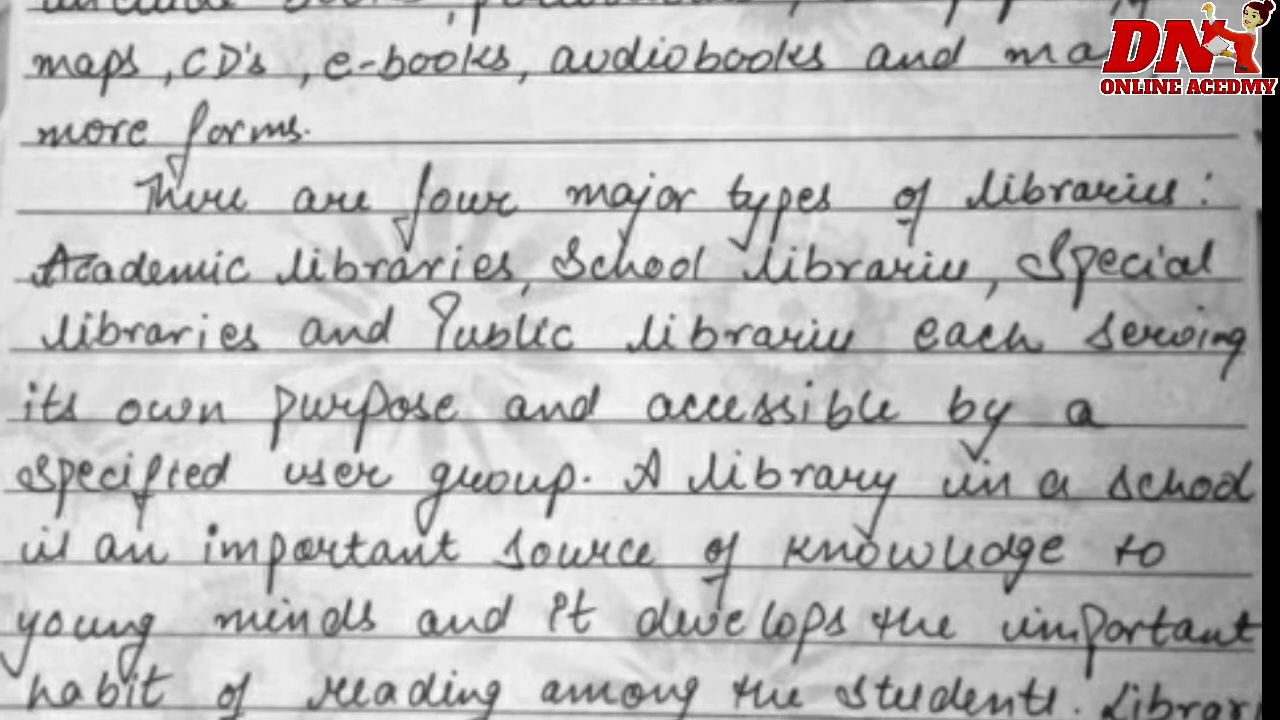 maps, CD's, e-books, audiobooks and
more forms.
There are four major types of libraries:
Academic libraries, School libraries, Special
libraries and Public libraries each serving
its own purpose and accessible by a
specified user group. A library in a school
is an important source of knowledge to
young minds and it develops the important
habit of reading among the students.
DNA
ONLINE ACEDMY